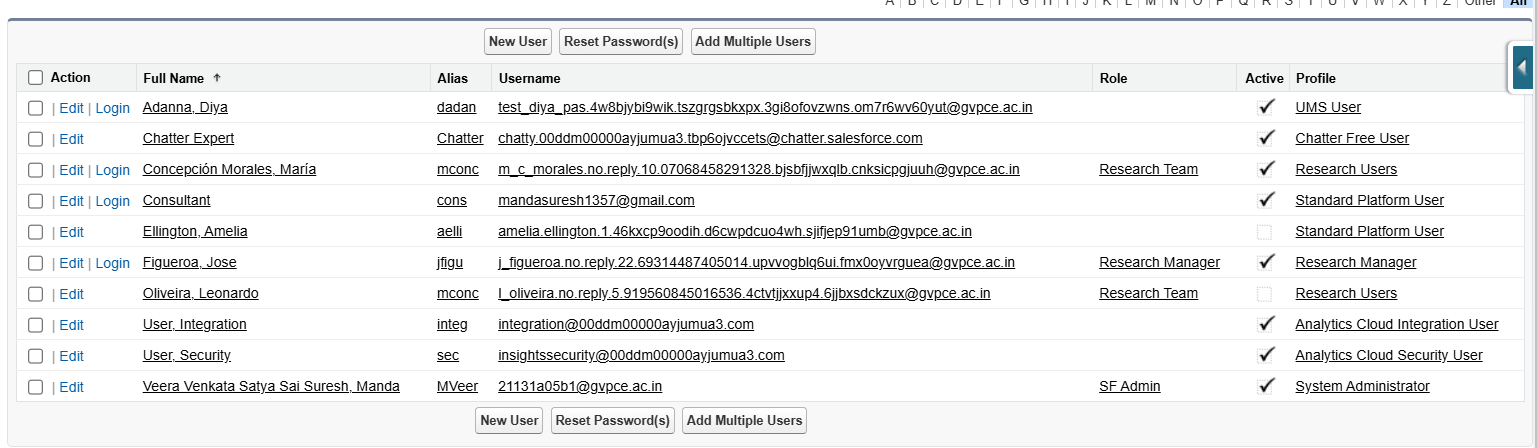 A | B | C | D | E | F | G | H | I | J | K | L | M | N | O | P | Q | R | S | T | U | V | W | X | Y | Z | Other | All
New User Reset Password(s) Add Multiple Users
Action Full Name ↑ Alias Username Role Active Profile
| Edit | Login Adanna, Diya dadan test_diya_pas.4w8bjybi9wik.tszgrgsbkxpx.3gi8ofovzwns.om7r6wv60yut@gvpce.ac.in UMS User
| Edit Chatter Expert Chatter chatty.00ddm00000ayjumua3.tbp6ojvccets@chatter.salesforce.com Chatter Free User
| Edit | Login Concepción Morales, María mconc m_c_morales.no.reply.10.07068458291328.bjsbfjjwxqlb.cnksicpgjuuh@gvpce.ac.in Research Team Research Users
| Edit | Login Consultant cons mandasuresh1357@gmail.com Standard Platform User
| Edit Ellington, Amelia aelli amelia.ellington.1.46kxcp9oodih.d6cwpdcuo4wh.sjifjep91umb@gvpce.ac.in Standard Platform User
| Edit | Login Figueroa, Jose jfigu j_figueroa.no.reply.22.69314487405014.upvvogblq6ui.fmx0oyvrguea@gvpce.ac.in Research Manager Research Manager
| Edit Oliveira, Leonardo mconc l_oliveira.no.reply.5.919560845016536.4ctvtjjxxup4.6jjbxsdckzux@gvpce.ac.in Research Team Research Users
| Edit User, Integration integ integration@00ddm00000ayjumua3.com Analytics Cloud Integration User
| Edit User, Security sec insightssecurity@00ddm00000ayjumua3.com Analytics Cloud Security User
| Edit Veera Venkata Satya Sai Suresh, Manda MVeer 21131a05b1@gvpce.ac.in SF Admin System Administrator
New User Reset Password(s) Add Multiple Users